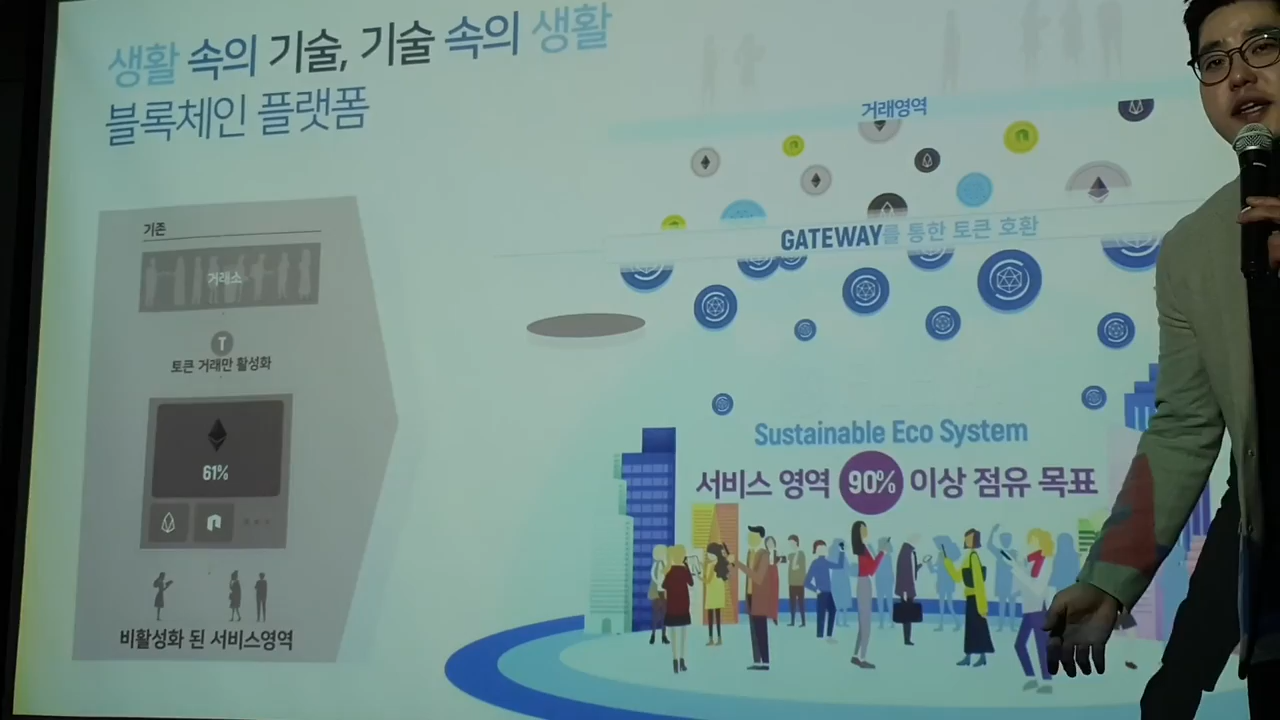 생활 속의 기술, 기술 속의 생활
블록체인 플랫폼
기존
거래소
T
토큰 거래만 활성화
61%
비활성화 된 서비스영역
거래영역
GATEWAY를 통한 토큰 호환
Sustainable Eco System
서비스 영역 90% 이상 점유 목표